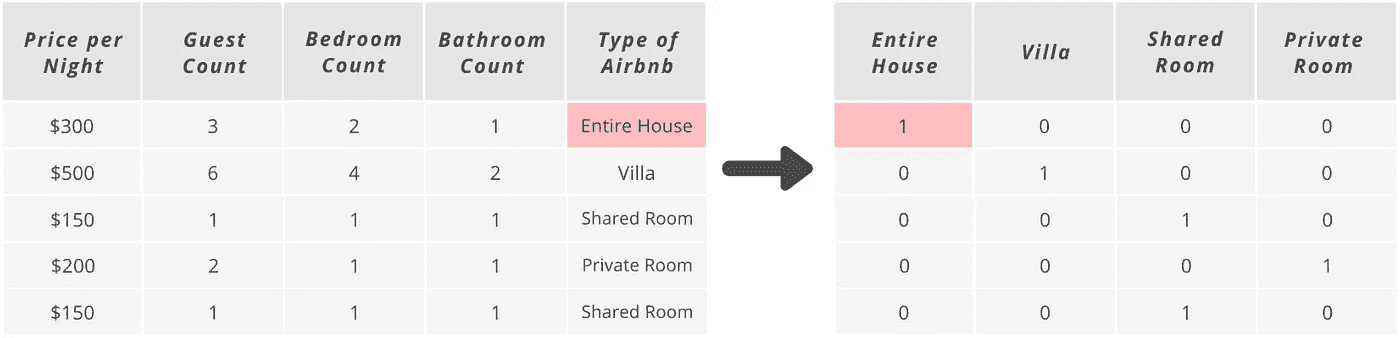 Price per Night Guest Count Bedroom Count Bathroom Count Type of Airbnb
$300 3 2 1 Entire House
$500 6 4 2 Villa
$150 1 1 1 Shared Room
$200 2 1 1 Private Room
$150 1 1 1 Shared Room
Entire House Villa Shared Room Private Room
1 0 0 0
0 1 0 0
0 0 1 0
0 0 0 1
0 0 1 0